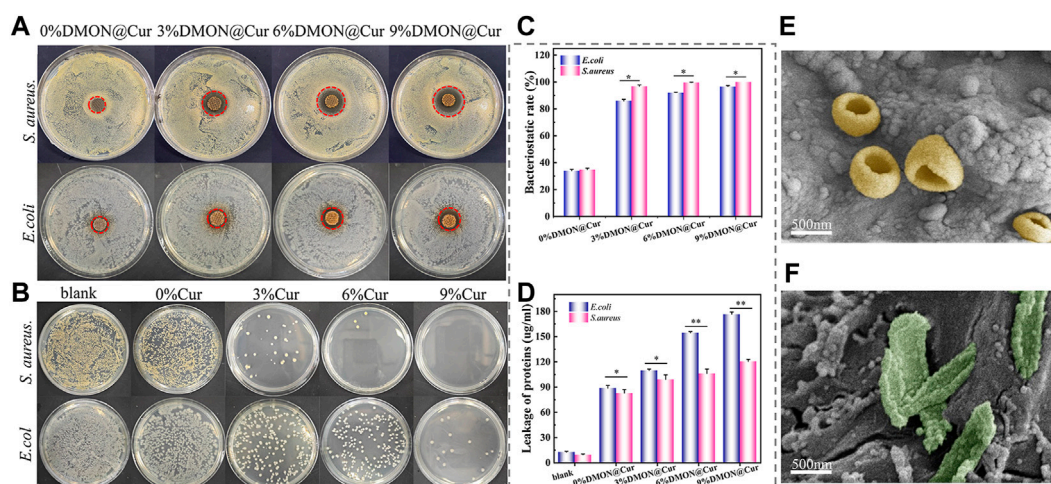 A
0%DMON@Cur 3%DMON@Cur 6%DMON@Cur 9%DMON@Cur
S. aureus.
E.coli
B
blank 0%Cur 3%Cur 6%Cur 9%Cur
S. aureus.
E.col
C
Bacteriostatic rate (%)
120
100
80
60
40
20
0
E.coli
S.aureus
* * *
0%DMON@Cur 3%DMON@Cur 6%DMON@Cur 9%DMON@Cur
D
Leakage of proteins (ug/ml)
180
150
120
90
60
30
0
E.coli
S.aureus
* * ** **
blank 0%DMON@Cur 3%DMON@Cur 6%DMON@Cur 9%DMON@Cur
E
500nm
F
500nm